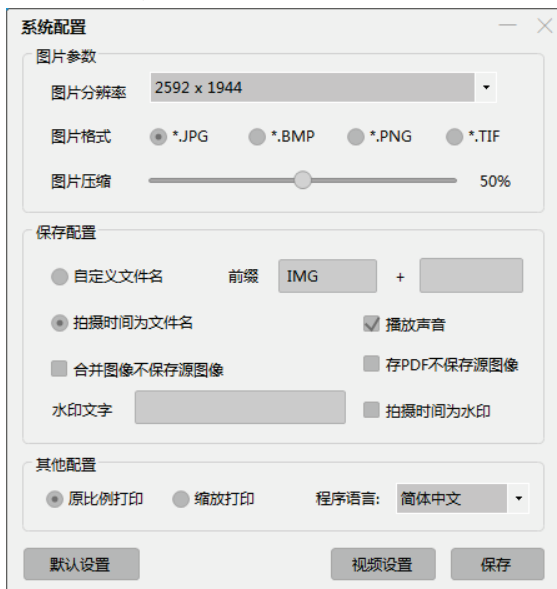 系统配置
图片参数
图片分辨率 2592 x 1944
图片格式 *.JPG *.BMP *.PNG *.TIF
图片压缩 50%
保存配置
自定义文件名 前缀 IMG +
拍摄时间为文件名 播放声音
合并图像不保存源图像 存PDF不保存源图像
水印文字 拍摄时间为水印
其他配置
原比例打印 缩放打印 程序语言: 简体中文
默认设置 视频设置 保存